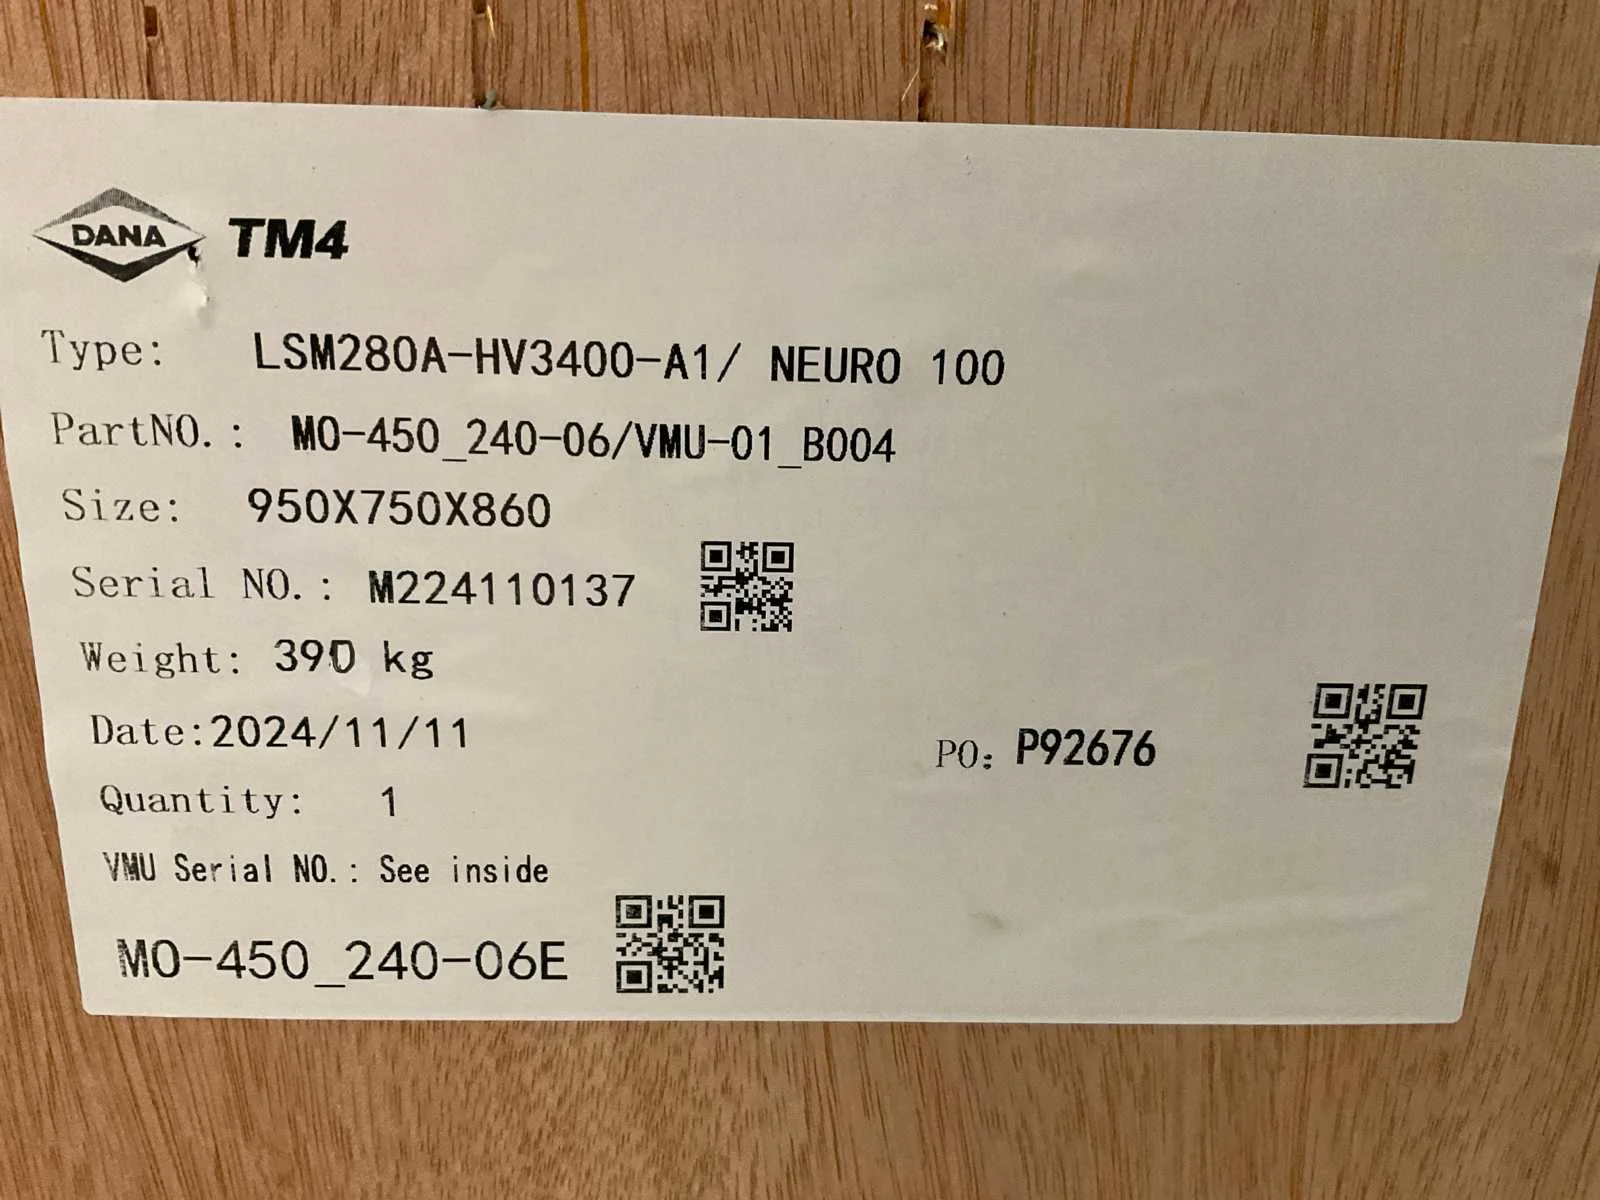 DANA TM4
Type: LSM280A-HV3400-A1/ NEURO 100
PartNO.: MO-450_240-06/VMU-01_B004
Size: 950X750X860
Serial NO.: M224110137
Weight: 390 kg
Date:2024/11/11
PO: P92676
Quantity: 1
VMU Serial NO.: See inside
MO-450_240-06E